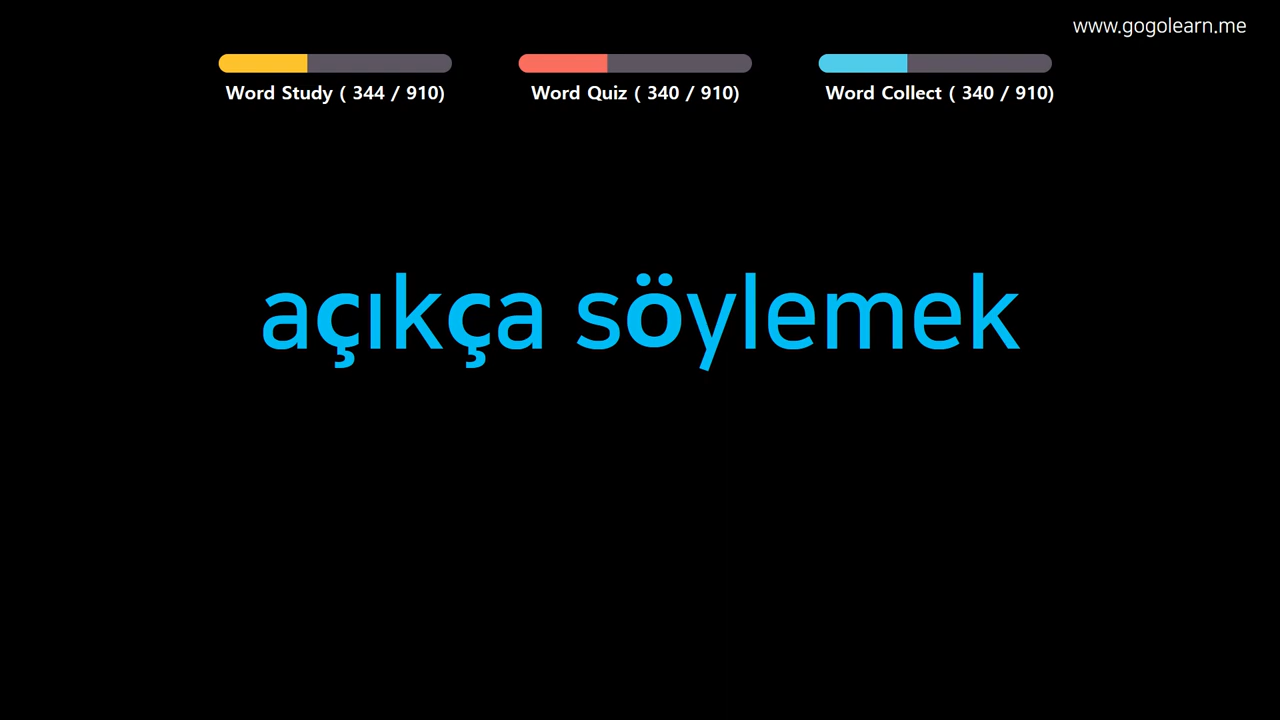 www.gogolearn.me
Word Study ( 344 / 910)
Word Quiz ( 340 / 910)
Word Collect ( 340 / 910)
açıkça söylemek